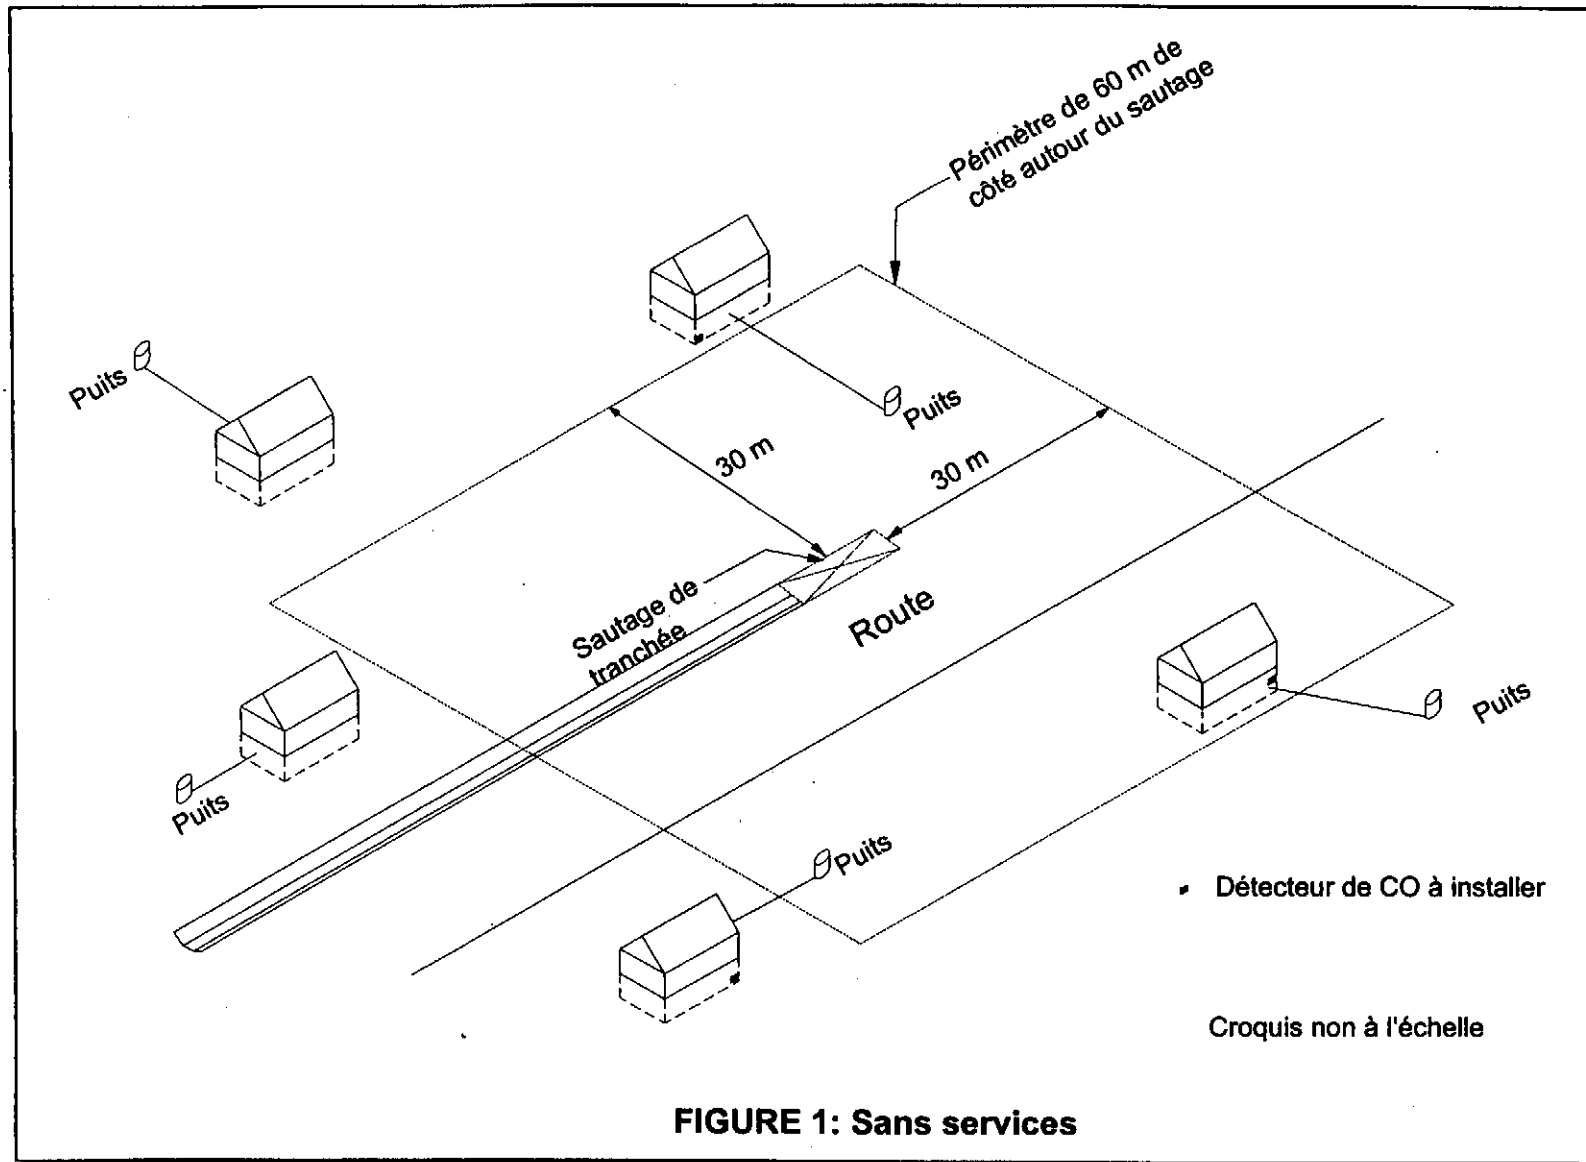 Périmètre de 60 m de
côté autour du sautage
Puits
Puits
30 m
30 m
Sautage de
tranchée
Route
Puits
Puits
Puits
Détecteur de CO à installer
Croquis non à l'échelle
FIGURE 1: Sans services